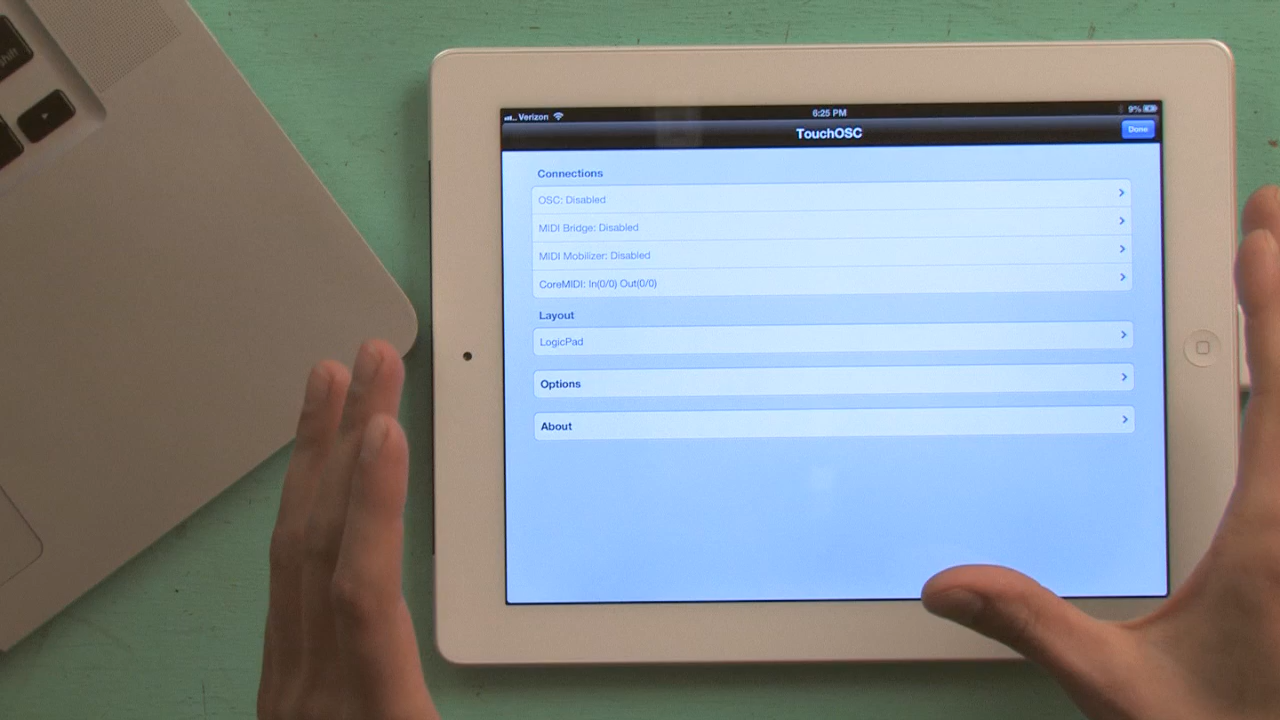 shift
Verizon 6:25 PM 9%
TouchOSC
Done
Connections
OSC: Disabled
MIDI Bridge: Disabled
MIDI Mobilizer: Disabled
CoreMIDI: In(0/0) Out(0/0)
Layout
LogicPad
Options
About